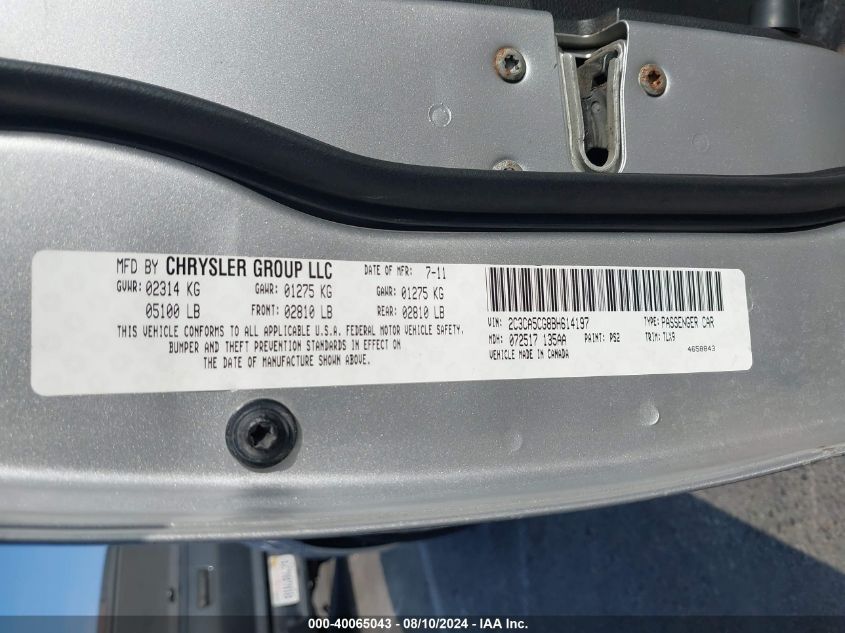 MFD BY CHRYSLER GROUP LLC DATE OF MFR: 7-11
GVWR: 02314 KG GAWR: 01275 KG GAWR: 01275 KG
05100 LB FRONT: 02810 LB REAR: 02810 LB
THIS VEHICLE CONFORMS TO ALL APPLICABLE U.S.A. FEDERAL MOTOR VEHICLE SAFETY,
BUMPER AND THEFT PREVENTION STANDARDS IN EFFECT ON
THE DATE OF MANUFACTURE SHOWN ABOVE.
VIN: 2C3CA5CG8BH614197 TYPE: PASSENGER CAR
MDH: 072517 135AA PAINT: PS2 TRIM: TLX9
VEHICLE MADE IN CANADA 4658843
000-40065043 - 08/10/2024 - IAA Inc.